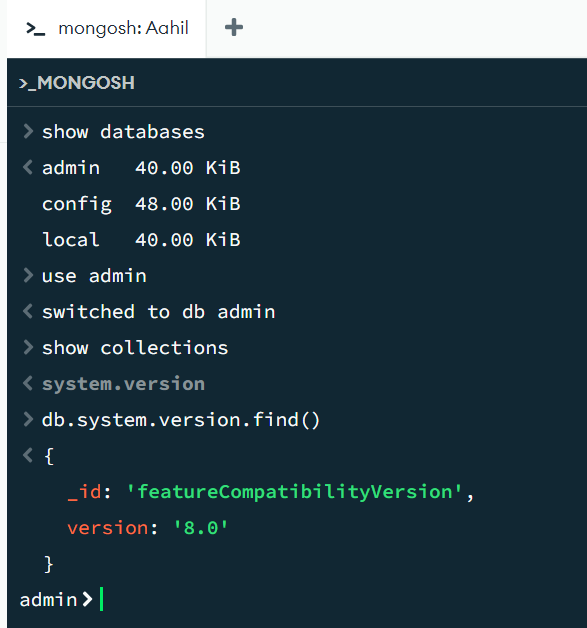 >_ mongosh: Aahil +
>_MONGOSH
> show databases
< admin   40.00 KiB
config  48.00 KiB
local   40.00 KiB
> use admin
< switched to db admin
> show collections
< system.version
> db.system.version.find()
< {
_id: 'featureCompatibilityVersion',
version: '8.0'
}
admin>